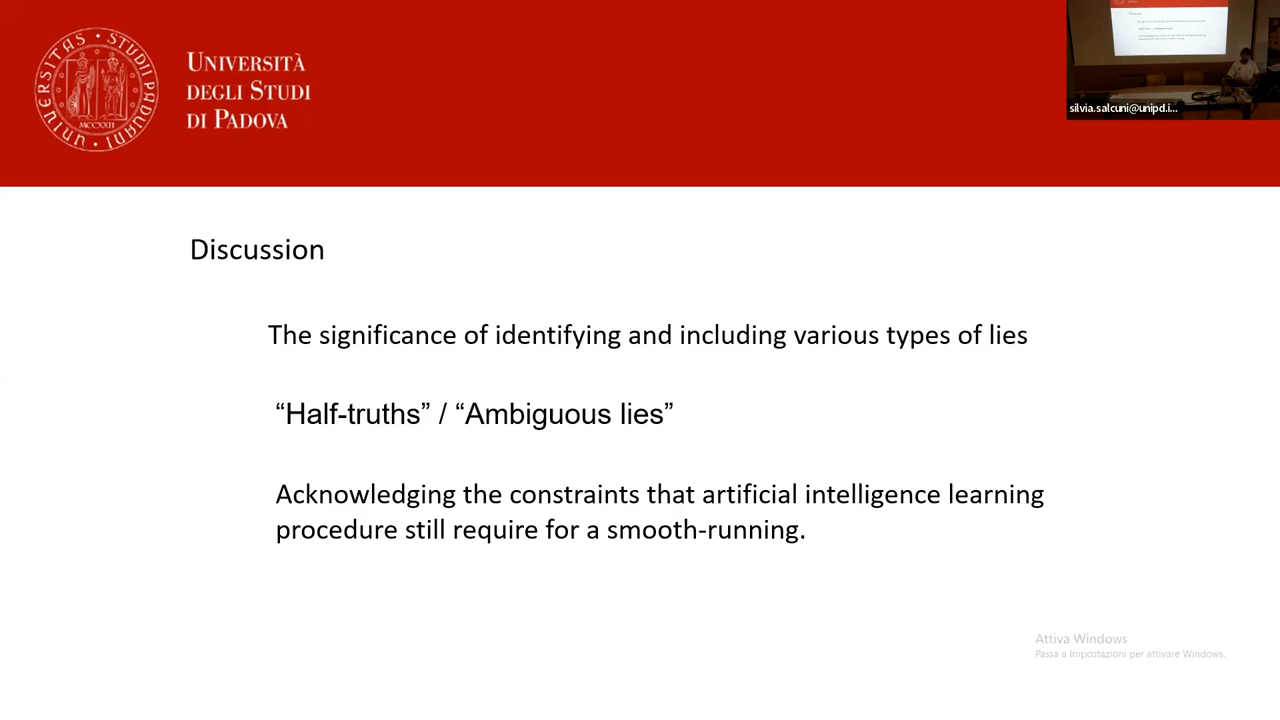 UNIVERSITAS STUDII PADUANI
MCCXXII
UNIVERSITÀ
DEGLI STUDI
DI PADOVA
silvia.salcuni@unipd.i...
Discussion
The significance of identifying and including various types of lies
“Half-truths” / “Ambiguous lies”
Acknowledging the constraints that artificial intelligence learning
procedure still require for a smooth-running.
Attiva Windows
Passa a Impostazioni per attivare Windows.